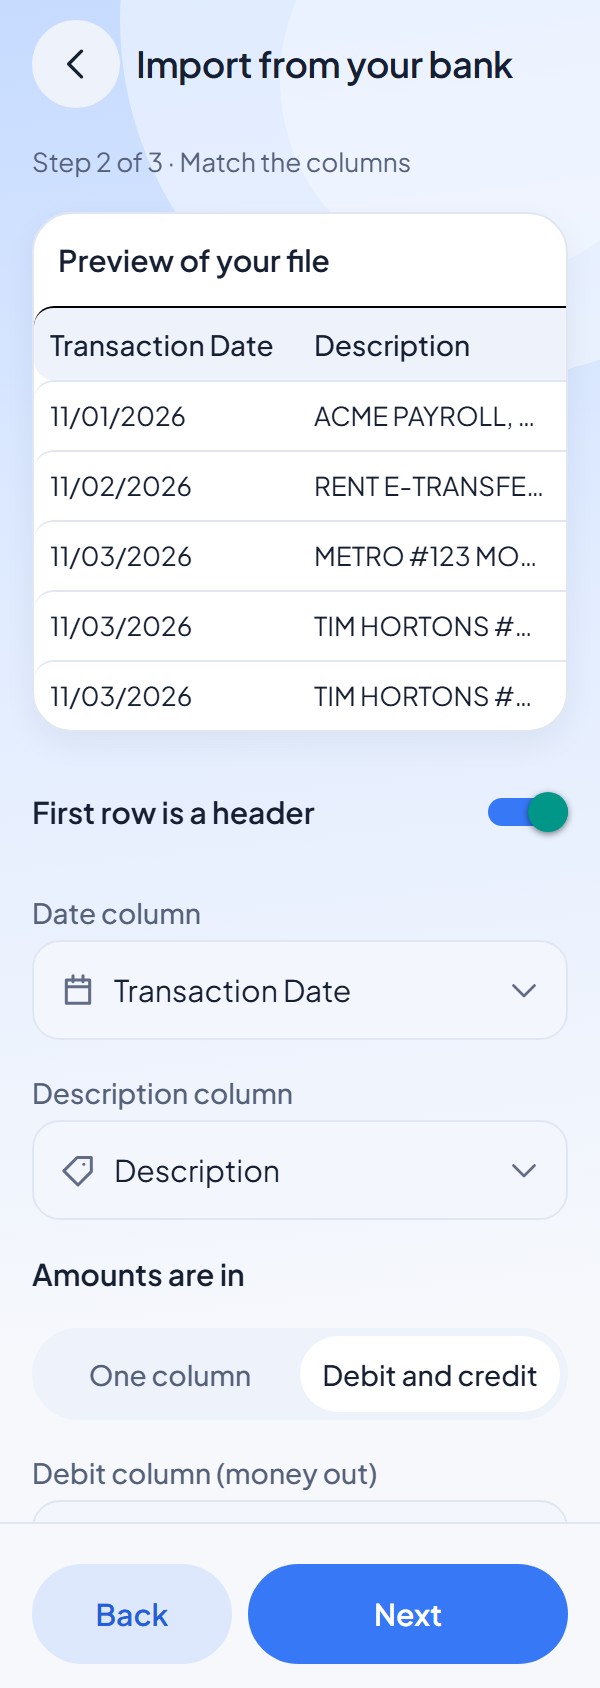 Import from your bank
Step 2 of 3 · Match the columns
Preview of your file
Transaction Date Description
11/01/2026 ACME PAYROLL, ...
11/02/2026 RENT E-TRANSFE...
11/03/2026 METRO #123 MO...
11/03/2026 TIM HORTONS #...
11/03/2026 TIM HORTONS #...
First row is a header
Date column
Transaction Date
Description column
Description
Amounts are in
One column Debit and credit
Debit column (money out)
Back Next